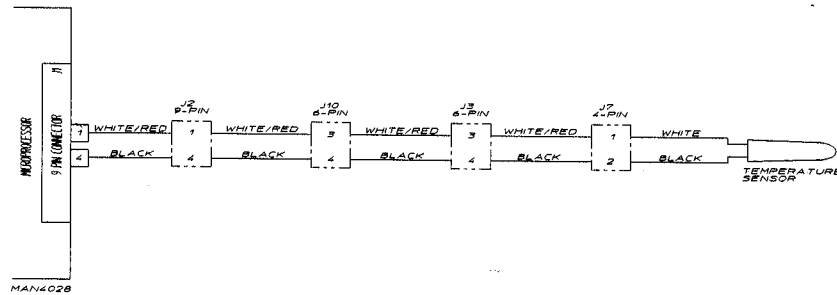 MICROPROCESSOR
9 PIN CONNECTOR J1
1
4
WHITE/RED
BLACK
J2
9-PIN
1
4
WHITE/RED
BLACK
J10
6-PIN
3
4
WHITE/RED
BLACK
J3
6-PIN
3
4
WHITE/RED
BLACK
J7
4-PIN
1
2
WHITE
BLACK
TEMPERATURE
SENSOR
MAN4028